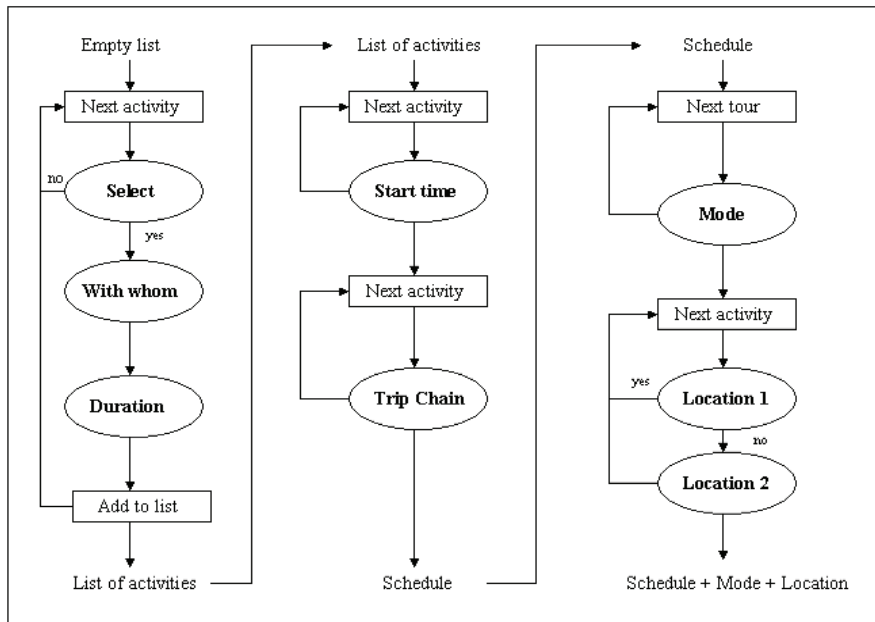 Empty list
Next activity
no
Select
yes
With whom
Duration
Add to list
List of activities
List of activities
Next activity
Start time
Next activity
Trip Chain
Schedule
Schedule
Next tour
Mode
Next activity
yes
Location 1
no
Location 2
Schedule + Mode + Location